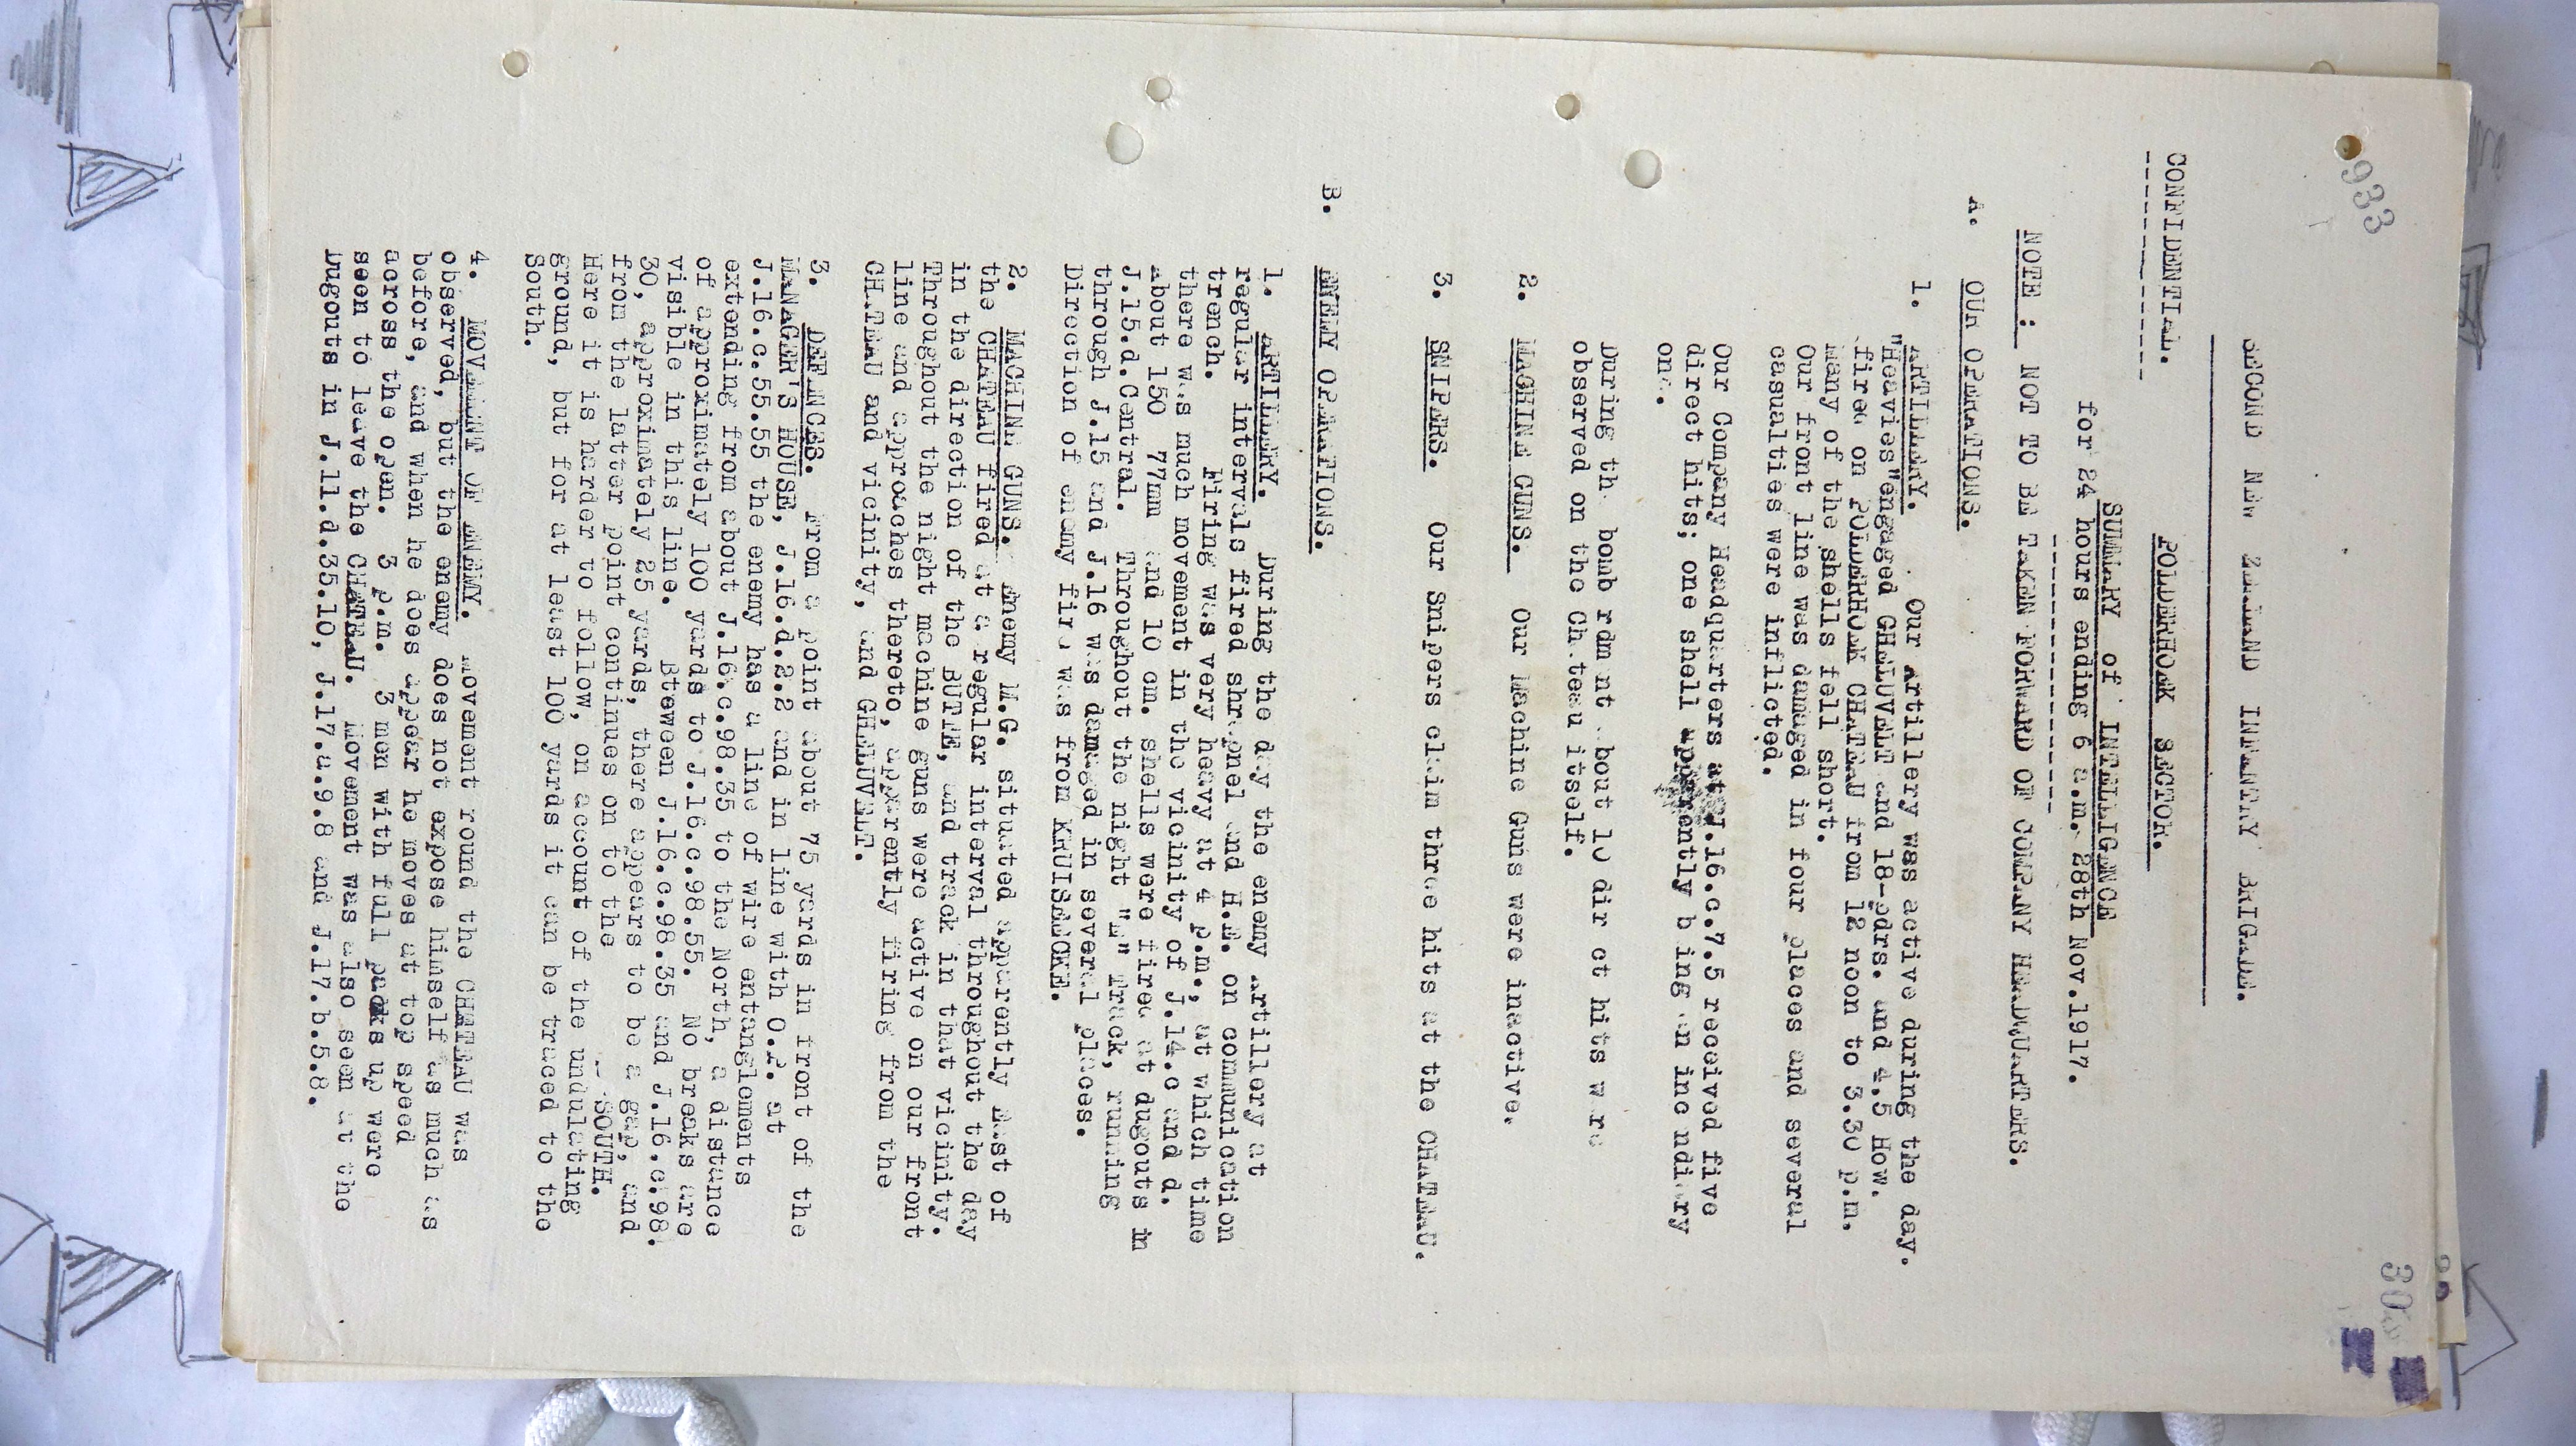 933
30
SECOND NEW ZEALAND INFANTRY BRIGADE.
CONFIDENTIAL.
POLDERHOEK SECTOR.
SUMMARY of INTELLIGENCE
for 24 hours ending 6 a.m. 28th Nov.1917.
NOTE : NOT TO BE TAKEN FORWARD OF COMPANY HEADQUARTERS.
A. OUR OPERATIONS.
1. ARTILLERY. Our Artillery was active during the day.
"Heavies"engaged GHELUVELT and 18-pdrs. and 4.5 How.
fired on POLDERHOEK CHATEAU from 12 noon to 3.30 p.m.
Many of the shells fell short.
Our front line was damaged in four places and several
casualties were inflicted.
Our Company Headquarters at J.16.c.7.5 received five
direct hits; one shell apparently being an incendiary
one.
During the bombardment about 10 direct hits were
observed on the Chateau itself.
2. MACHINE GUNS. Our Machine Guns were inactive.
3. SNIPERS. Our Snipers claim three hits at the CHATEAU.
B. ENEMY OPERATIONS.
1. ARTILLERY. During the day the enemy Artillery at
regular intervals fired shrapnel and H.E. on communication
trench. Firing was very heavy at 4 p.m., at which time
there was much movement in the vicinity of J.14.c and d.
About 150 77mm and 10 cm. shells were fired at dugouts in
J.15.d.Central. Throughout the night " " Track, running
through J.15 and J.16 was damaged in several places.
Direction of enemy fire was from KRUISEECKE.
2. MACHINE GUNS. Enemy M.G. situated apparently East of
the CHATEAU fired at a regular interval throughout the day
in the direction of the BUTTE, and track in that vicinity.
Throughout the night machine guns were active on our front
line and approaches thereto, apparently firing from the
CHATEAU and vicinity, and GHELUVELT.
3. DEFENCES. From a point about 75 yards in front of the
MANAGER'S HOUSE, J.16.d.2.2 and in line with O.P. at
J.16.c.55.55 the enemy has a line of wire entanglements
extending from about J.16.c.98.35 to the North, a distance
of approximately 100 yards to J.16.c.98.55. No breaks are
visible in this line. Bteween J.16.c.98.35 and J.16.c.98.
30, approximately 25 yards, there appears to be a gap, and
from the latter point continues on to the SOUTH.
Here it is harder to follow, on account of the undulating
ground, but for at least 100 yards it can be traced to the
South.
4. MOVEMENT OF ENEMY. Movement round the CHATEAU was
observed, but the enemy does not expose himself as much as
before, and when he does appear he moves at top speed
across the open. 3 p.m. 3 men with full packs up were
seen to leave the CHATEAU. Movement was also seen at the
Dugouts in J.11.d.35.10, J.17.a.9.8 and J.17.b.5.8.